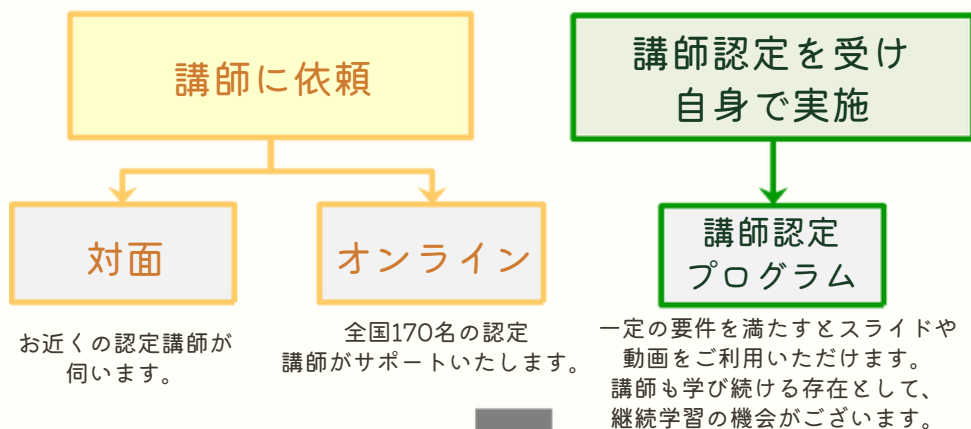 講師に依頼
講師認定を受け
自身で実施
対面
オンライン
講師認定
プログラム
お近くの認定講師が
伺います。
全国170名の認定
講師がサポートいたします。
一定の要件を満たすとスライドや
動画をご利用いただけます。
講師も学び続ける存在として、
継続学習の機会がございます。